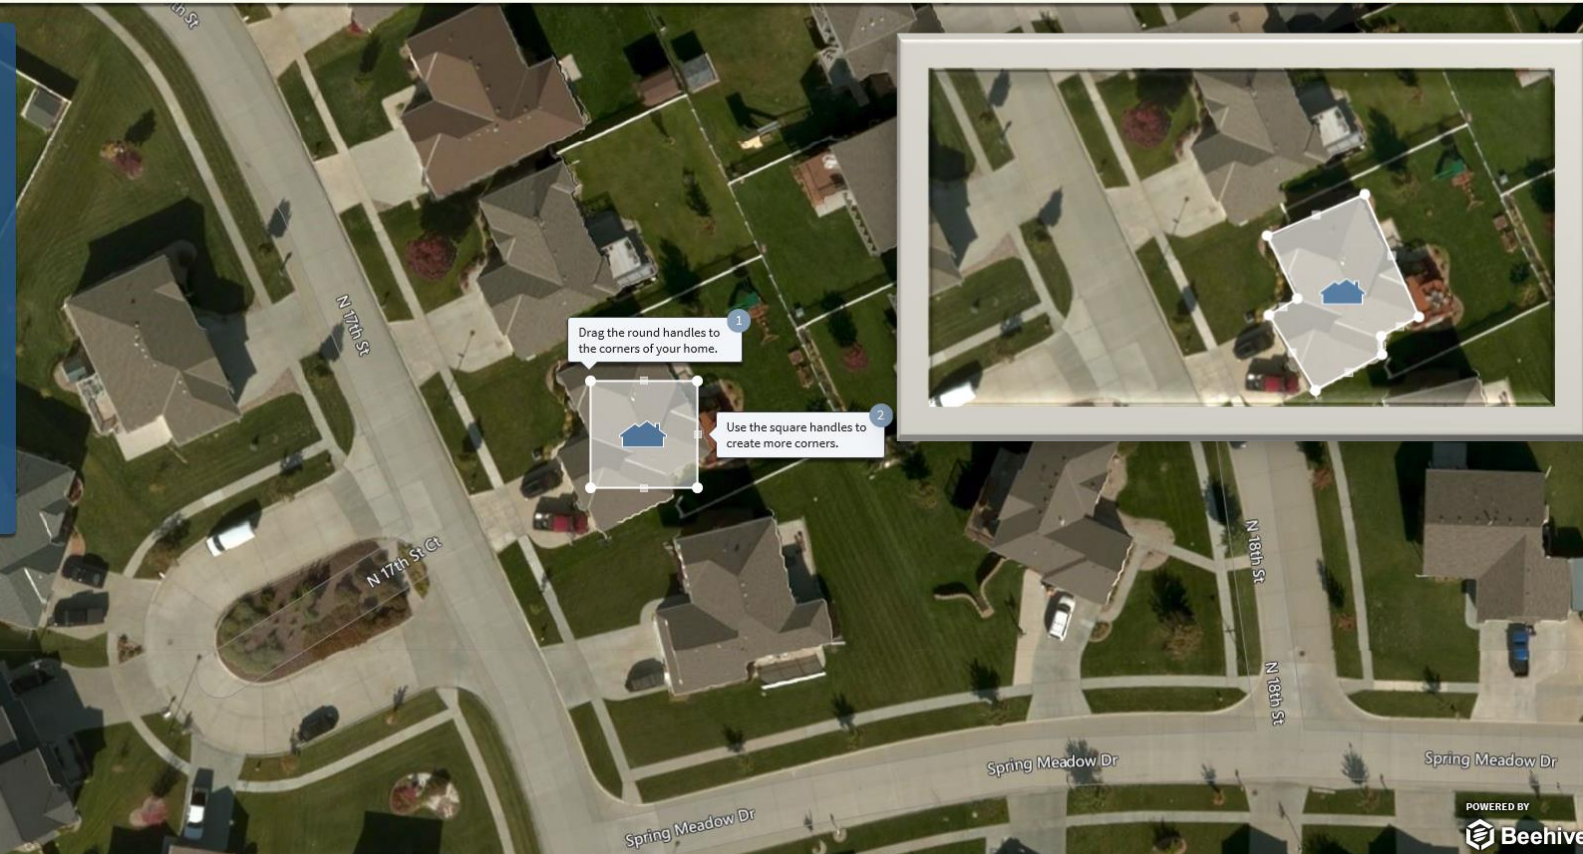 th St
N 17th St
1
Drag the round handles to
the corners of your home.
2
Use the square handles to
create more corners.
N 17th St Ct
N 18th St
N 18th St
Spring Meadow Dr
Spring Meadow Dr
Spring Meadow Dr
POWERED BY
Beehive